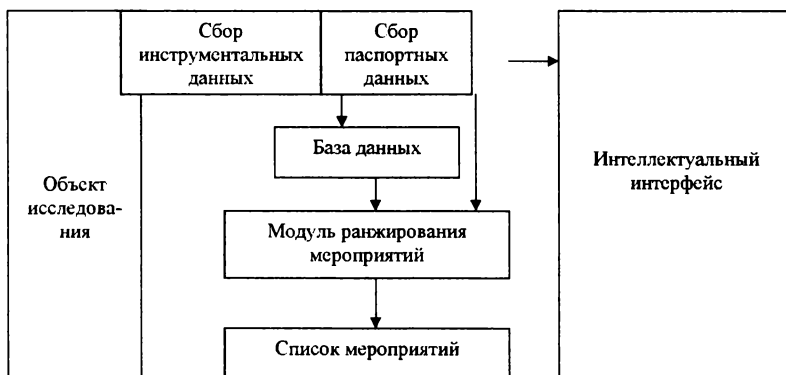 Сбор
инструментальных
данных
Сбор
паспортных
данных
База данных
Объект
исследова-
ния
Интеллектуальный
интерфейс
Модуль ранжирования
мероприятий
Список мероприятий